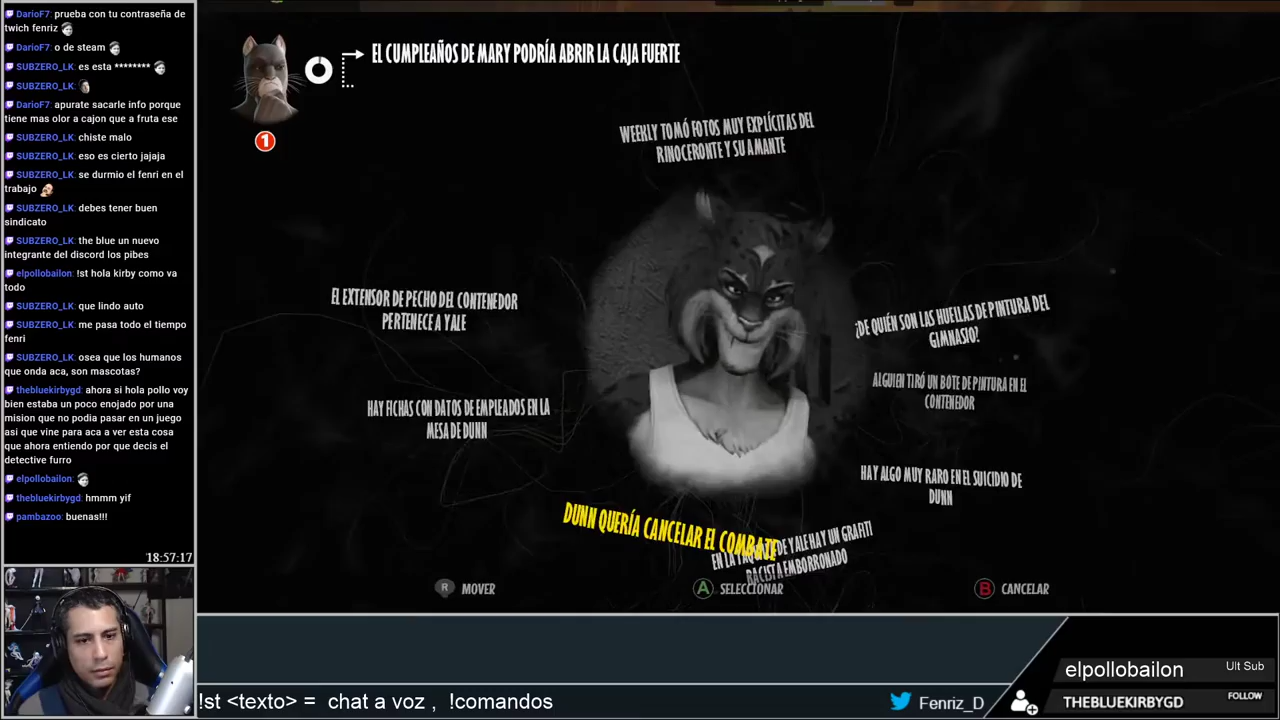 DarioF7: prueba con tu contraseña de
twich fenriz
DarioF7: o de steam
SUBZERO_LK: es esta ********
SUBZERO_LK:
DarioF7: apurate sacarle info porque
tiene mas olor a cajon que a fruta ese
SUBZERO_LK: chiste malo
SUBZERO_LK: eso es cierto jajaja
SUBZERO_LK: se durmio el fenri en el
trabajo
SUBZERO_LK: debes tener buen
sindicato
SUBZERO_LK: the blue un nuevo
integrante del discord los pibes
elpollobailon: !st hola kirby como va
todo
SUBZERO_LK: que lindo auto
SUBZERO_LK: me pasa todo el tiempo
fenri
SUBZERO_LK: osea que los humanos
que onda aca, son mascotas?
thebluekirbygd: ahora si hola pollo voy
bien estaba un poco enojado por una
mision que no podia pasar en un juego
asi que vine para aca a ver esta cosa
que ahora entiendo por que decis el
detective furro
elpollobailon:
thebluekirbygd: hmmm yif
pambazoo: buenas!!!
18:57:17
EL CUMPLEAÑOS DE MARY PODRÍA ABRIR LA CAJA FUERTE
1
WEEKLY TOMÓ FOTOS MUY EXPLÍCITAS DEL
RINOCERONTE Y SU AMANTE
EL EXTENSOR DE PECHO DEL CONTENEDOR
PERTENECE A YALE
¿DE QUIÉN SON LAS HUELLAS DE PINTURA DEL
GIMNASIO?
ALGUIEN TIRÓ UN BOTE DE PINTURA EN EL
CONTENEDOR
HAY FICHAS CON DATOS DE EMPLEADOS EN LA
MESA DE DUNN
HAY ALGO MUY RARO EN EL SUICIDIO DE
DUNN
DUNN QUERÍA CANCELAR EL COMBATE
EN LA TAQUILLA DE YALE HAY UN GRAFITI
RACISTA EMBORRONADO
R MOVER
A SELECCIONAR
B CANCELAR
elpollobailon Ult Sub
!st <texto> = chat a voz , !comandos
Fenriz_D
THEBLUEKIRBYGD FOLLOW